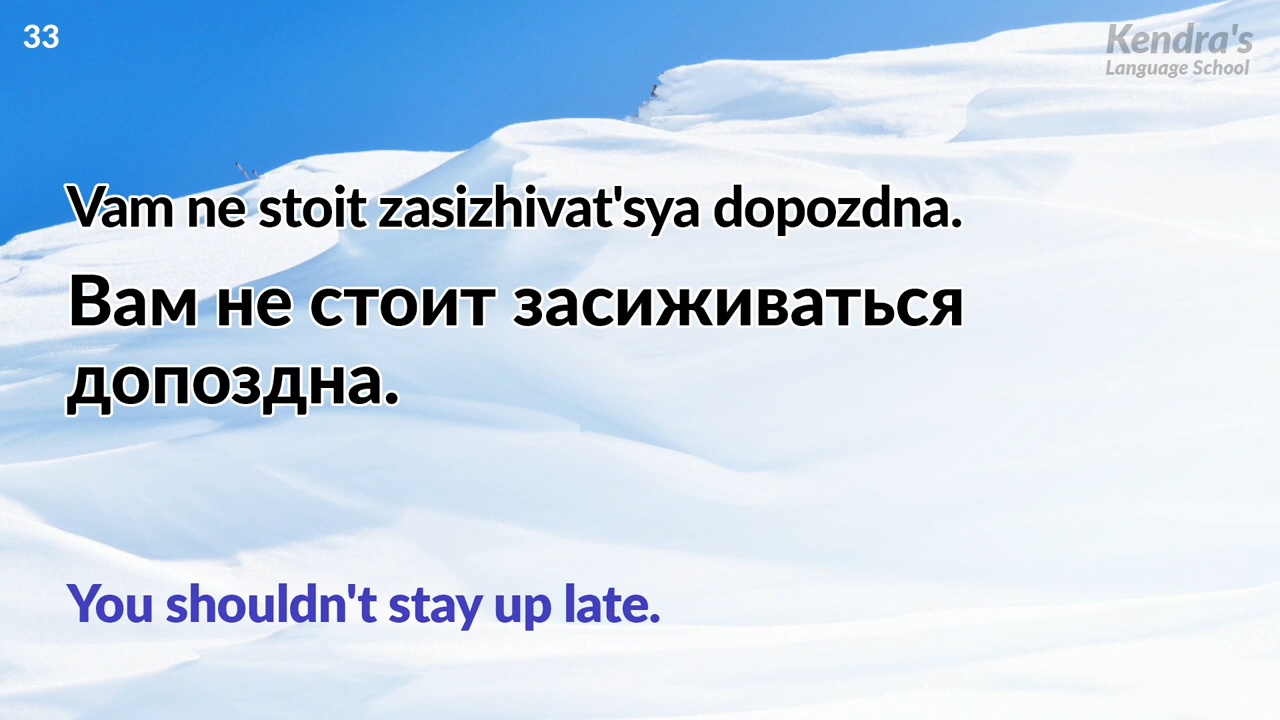 33
Kendra's
Language School
Vam ne stoit zasizhivat'sya dopozdna.
Вам не стоит засиживаться
допоздна.
You shouldn't stay up late.